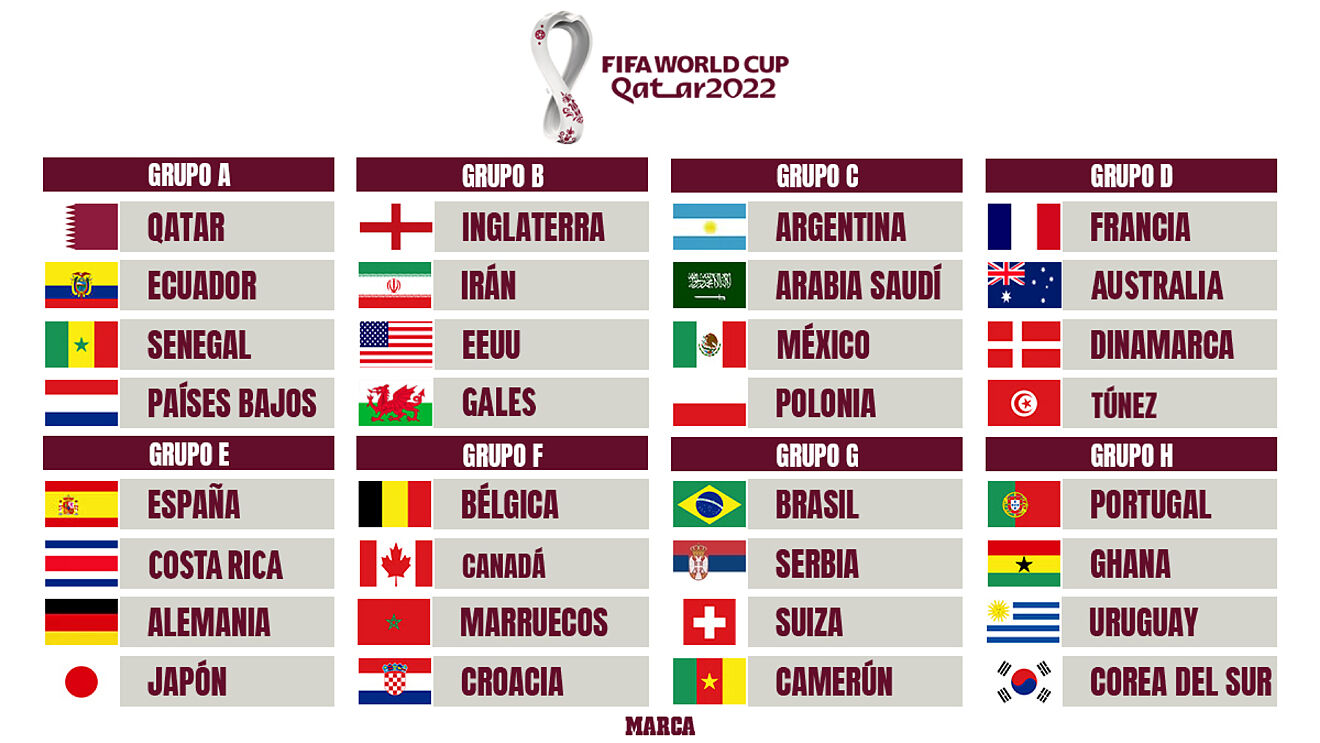 FIFA WORLD CUP
Qatar2022
GRUPO A
QATAR
ECUADOR
SENEGAL
PAÍSES BAJOS
GRUPO B
INGLATERRA
IRÁN
EEUU
GALES
GRUPO C
ARGENTINA
ARABIA SAUDÍ
MÉXICO
POLONIA
GRUPO D
FRANCIA
AUSTRALIA
DINAMARCA
TÚNEZ
GRUPO E
ESPAÑA
COSTA RICA
ALEMANIA
JAPÓN
GRUPO F
BÉLGICA
CANADÁ
MARRUECOS
CROACIA
GRUPO G
BRASIL
SERBIA
SUIZA
CAMERÚN
GRUPO H
PORTUGAL
GHANA
URUGUAY
COREA DEL SUR
MARCA